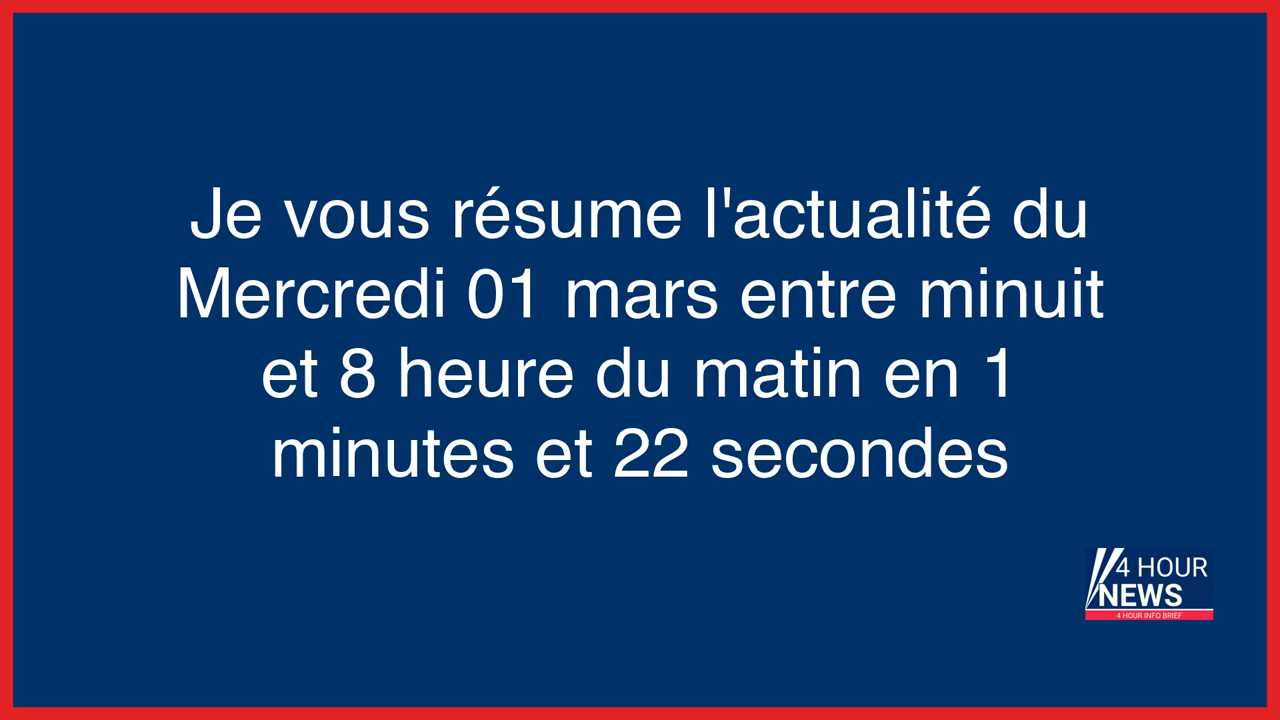 Je vous résume l'actualité du
Mercredi 01 mars entre minuit
et 8 heure du matin en 1
minutes et 22 secondes
4 HOUR
NEWS
4 HOUR INFO BRIEF